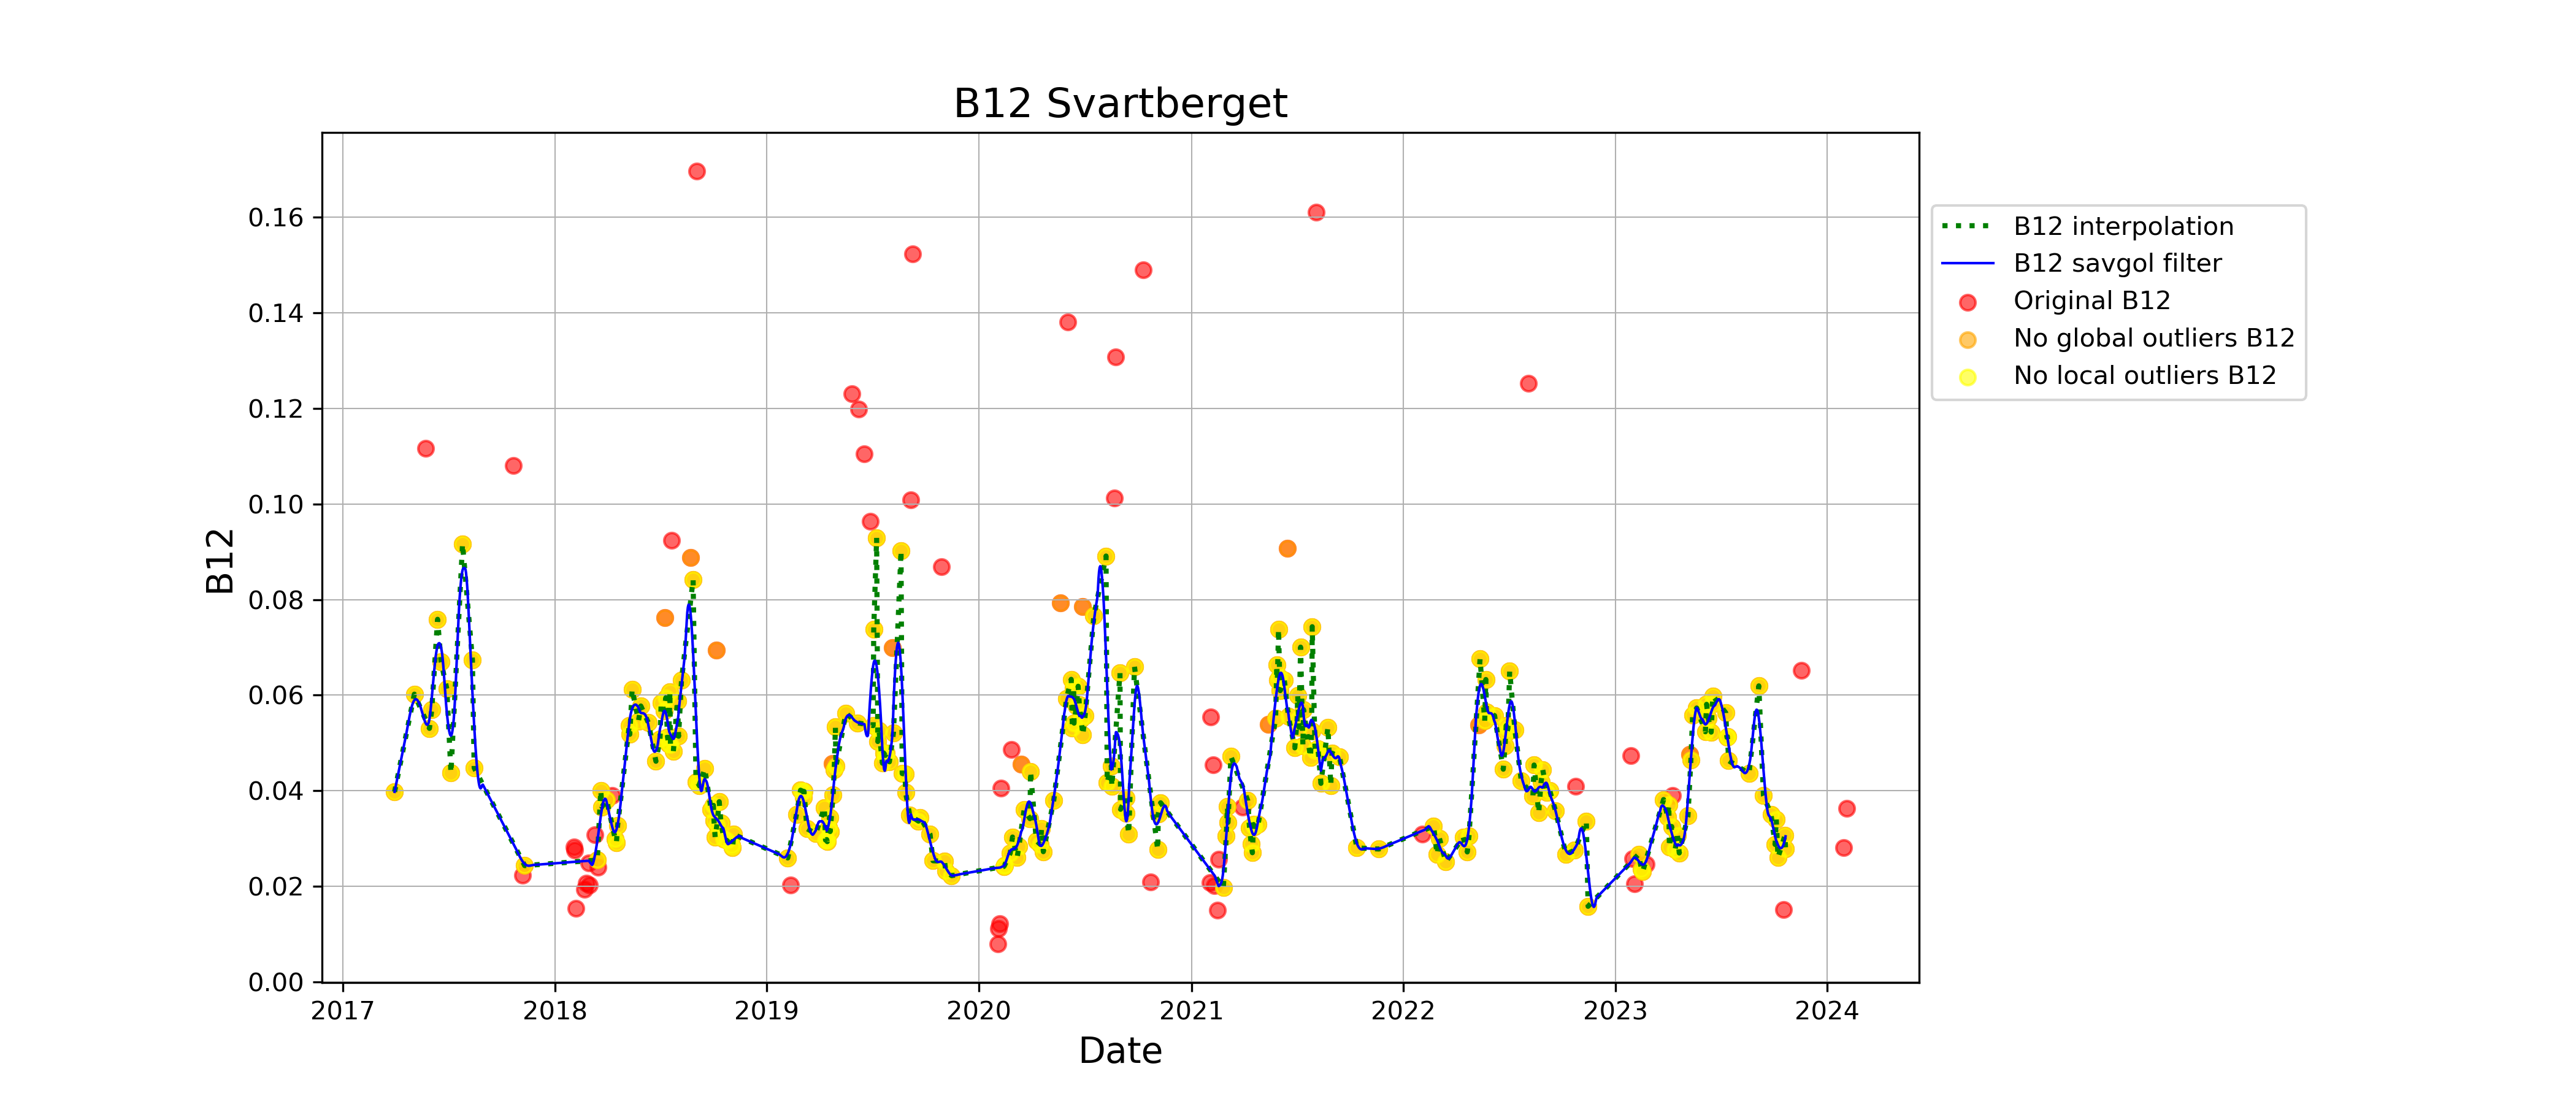 B12 Svartberget
B12
0.16
0.14
0.12
0.10
0.08
0.06
0.04
0.02
0.00
2017 2018 2019 2020 2021 2022 2023 2024
Date
B12 interpolation
B12 savgol filter
Original B12
No global outliers B12
No local outliers B12